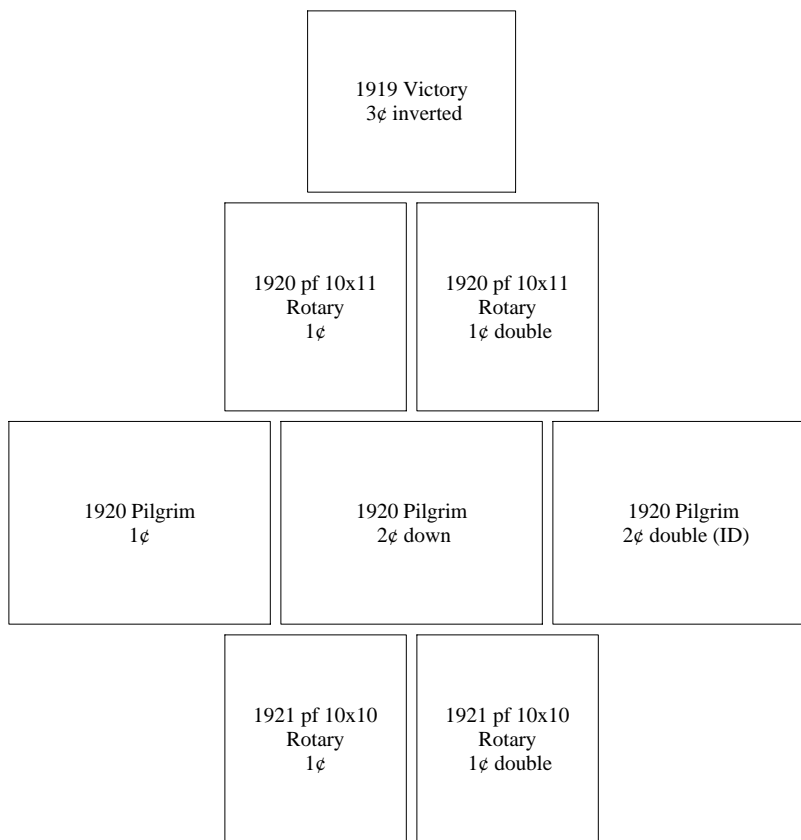 1919 Victory
3¢ inverted
1920 pf 10x11
Rotary
1¢
1920 pf 10x11
Rotary
1¢ double
1920 Pilgrim
1¢
1920 Pilgrim
2¢ down
1920 Pilgrim
2¢ double (ID)
1921 pf 10x10
Rotary
1¢
1921 pf 10x10
Rotary
1¢ double